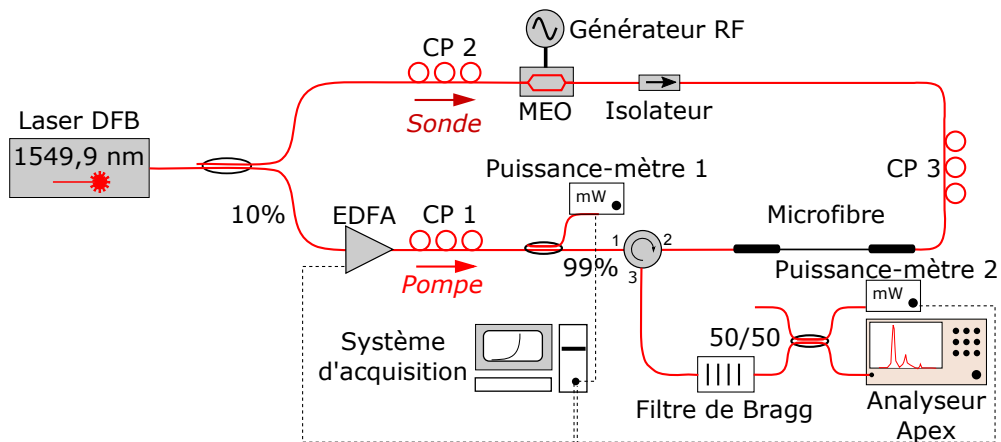 Générateur RF
CP 2
MEO
Isolateur
Sonde
Laser DFB
1549,9 nm
CP 3
Puissance-mètre 1
mW
10%
EDFA
CP 1
Microfibre
1
2
3
99%
Pompe
Puissance-mètre 2
mW
Système
d'acquisition
50/50
Filtre de Bragg
Analyseur
Apex